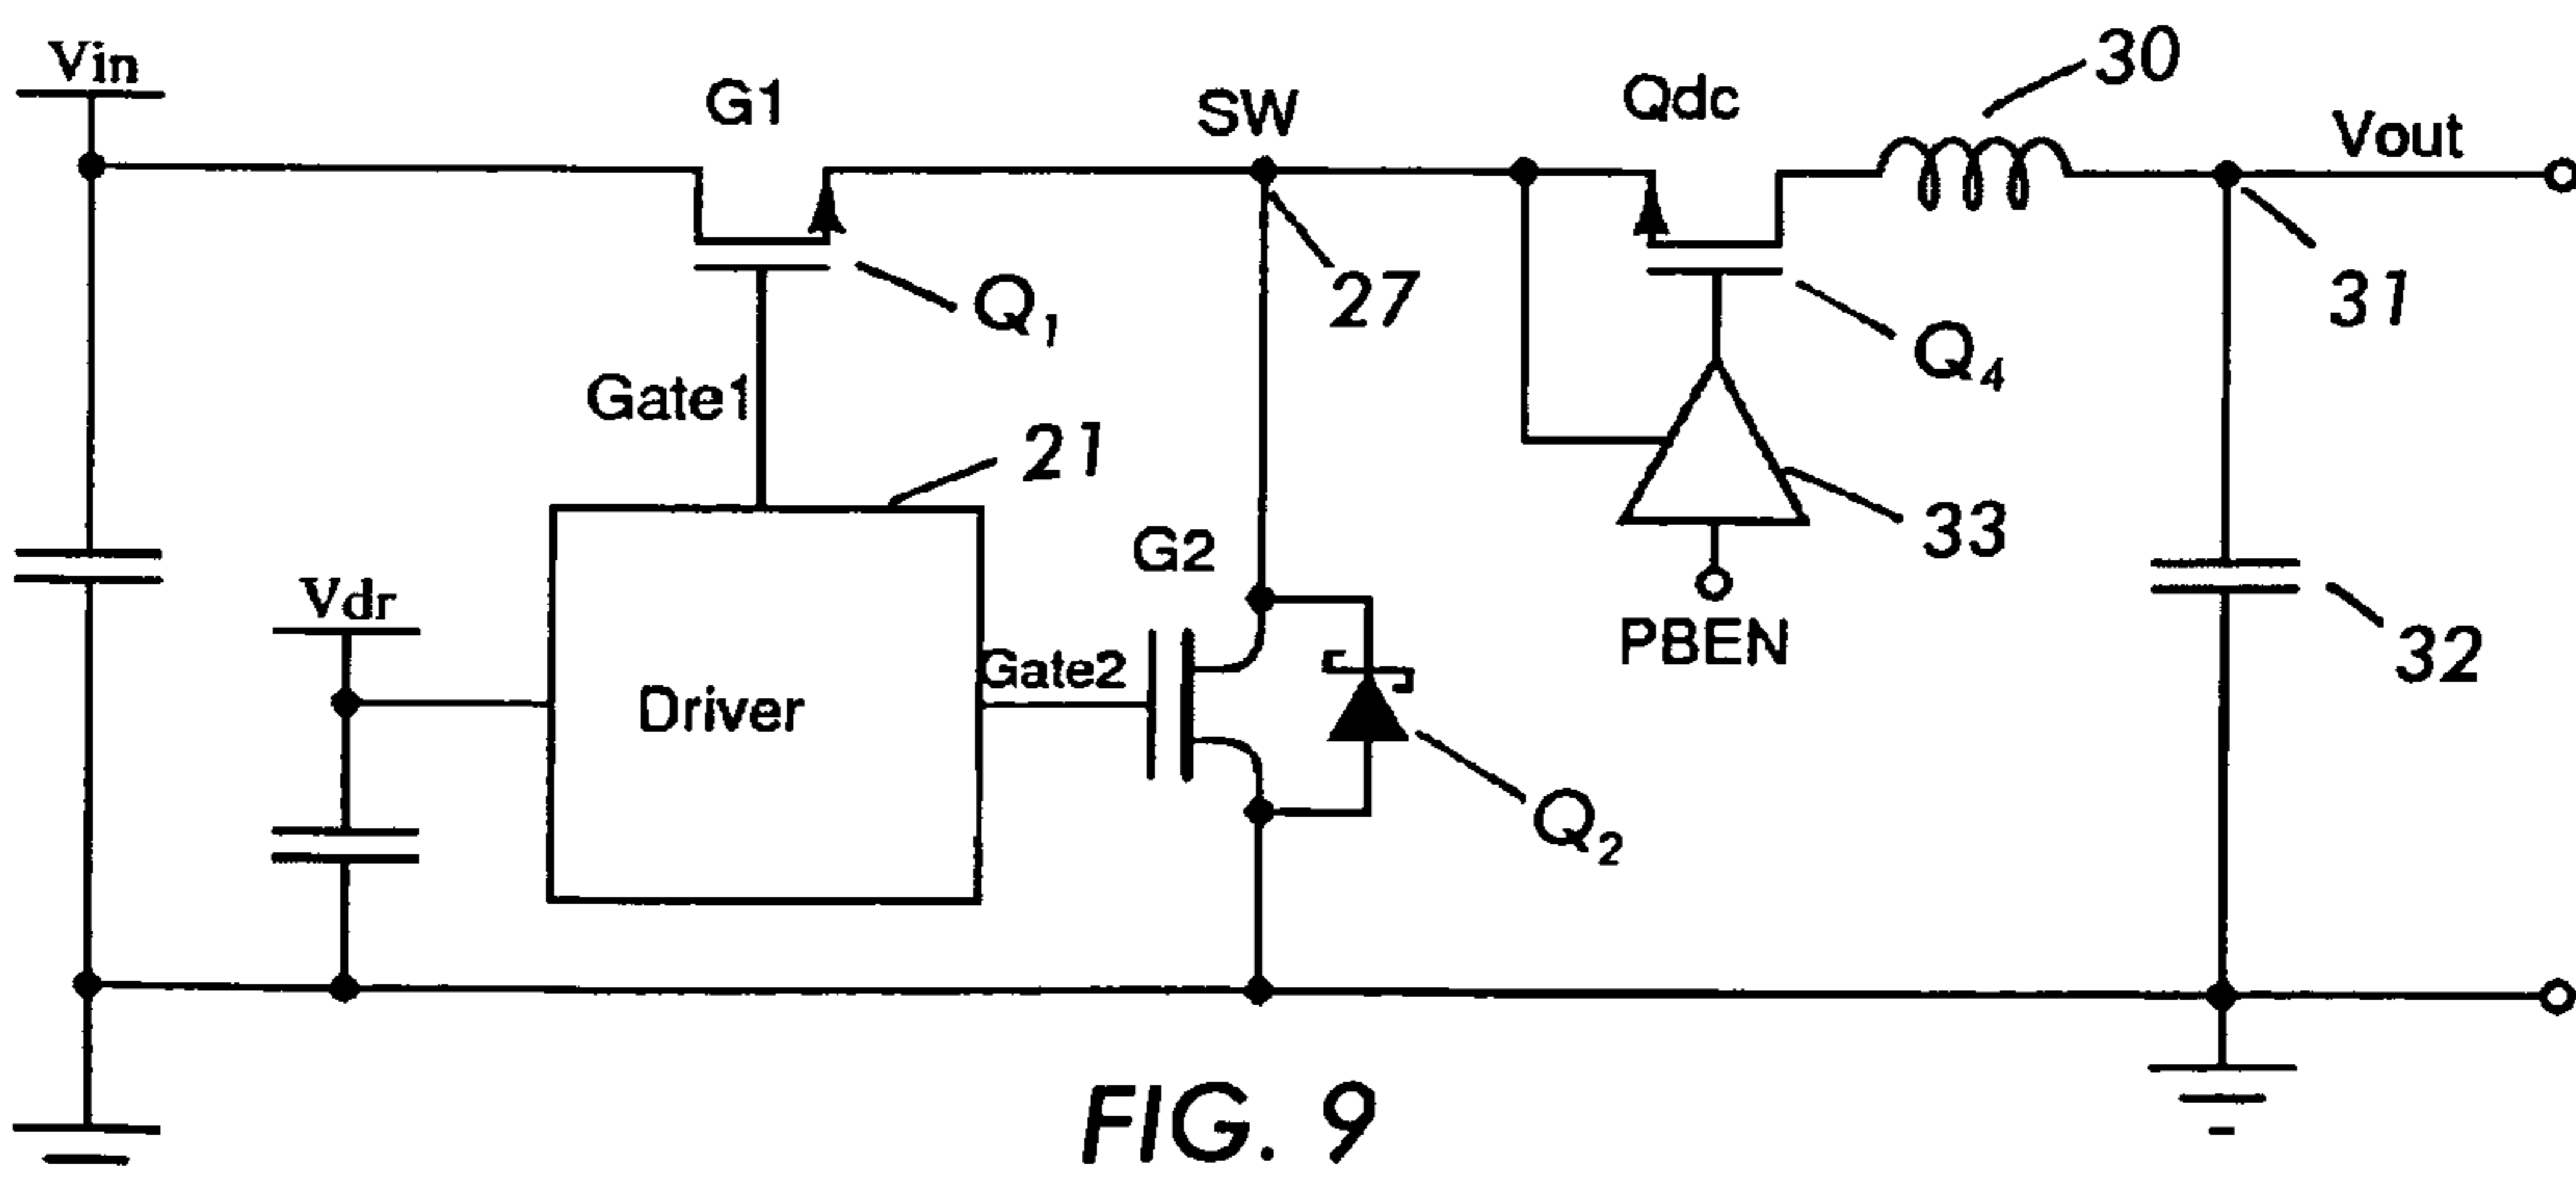 Vin
G1
SW
Qdc
30
Vout
27
31
Q1
Q4
Gate1
21
33
G2
Vdr
PBEN
Gate2
32
Driver
Q2
FIG. 9